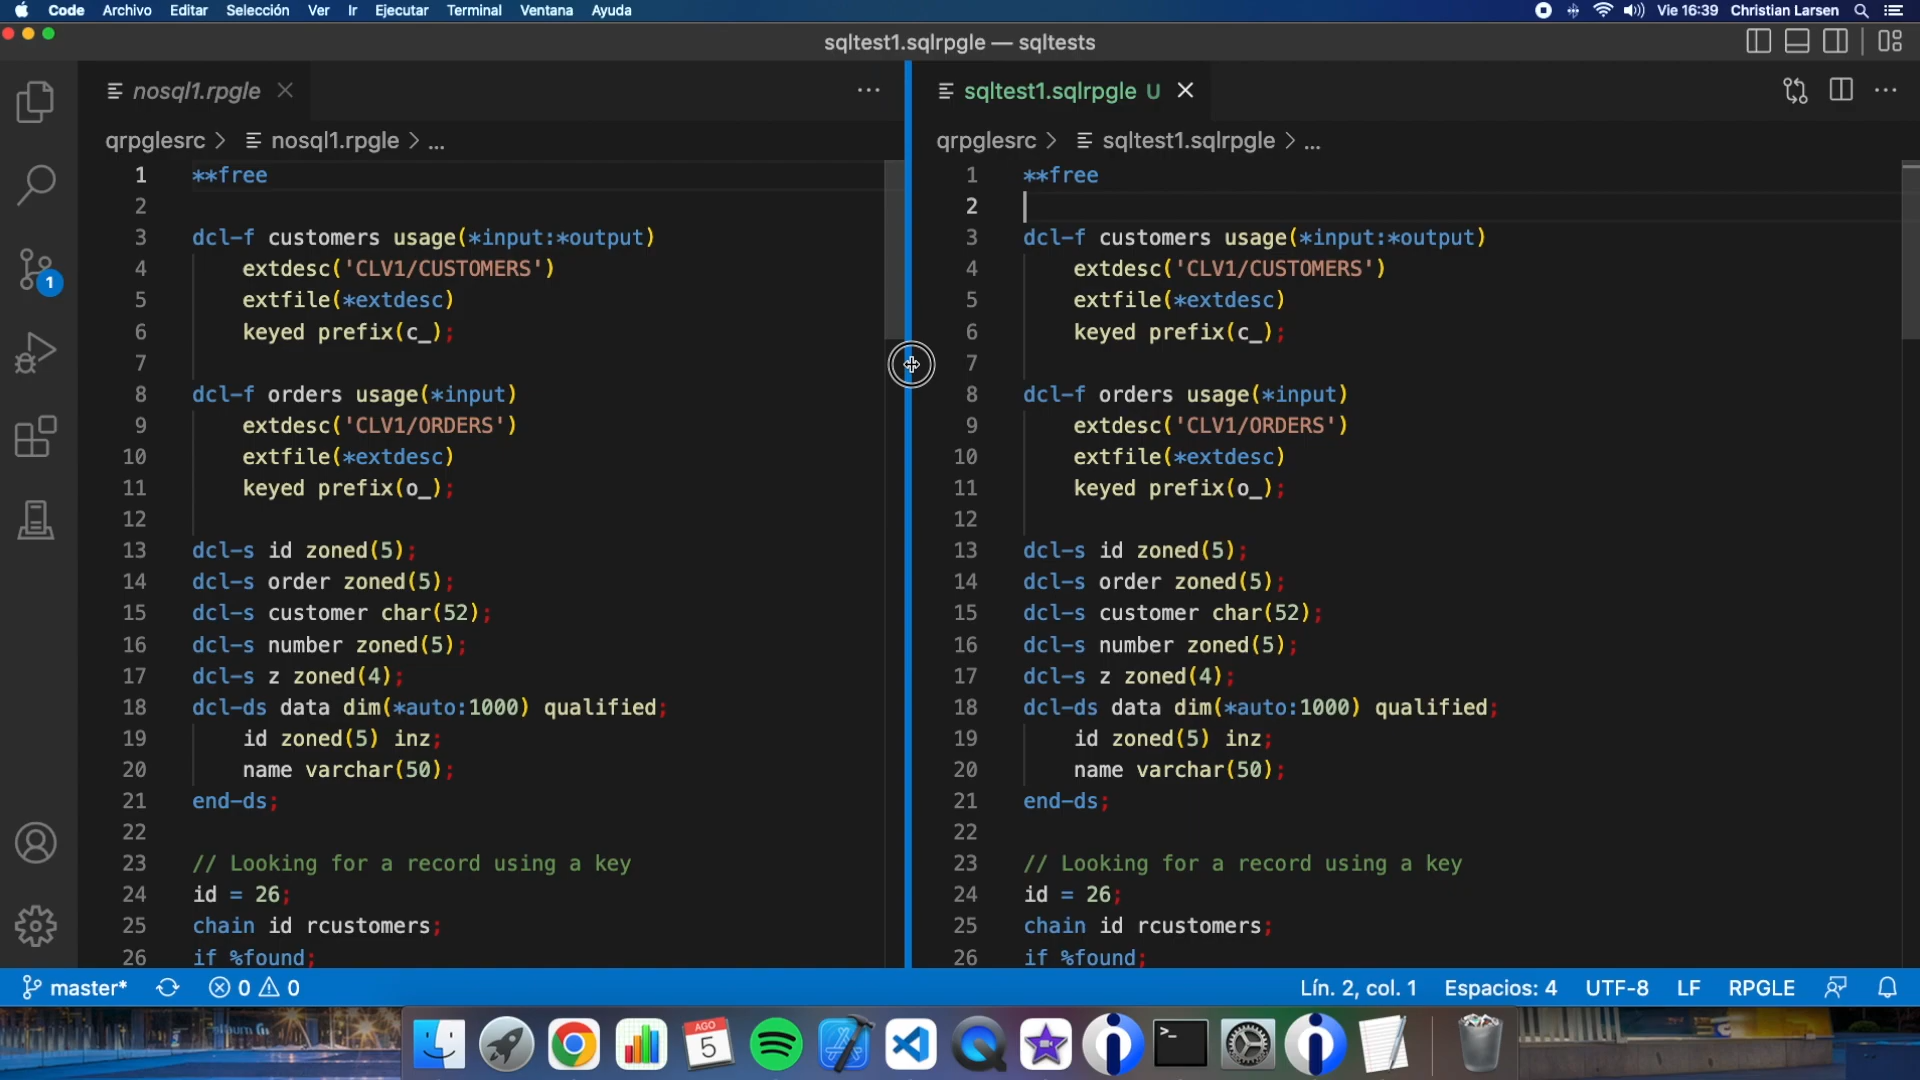 Code Archivo Editar Selección Ver Ir Ejecutar Terminal Ventana Ayuda Vie 16:39 Christian Larsen
sqltest1.sqlrpgle — sqltests
nosql1.rpgle
qrpglesrc > nosql1.rpgle > ...
1 **free
2
3 dcl-f customers usage(*input:*output)
4 extdesc('CLV1/CUSTOMERS')
5 extfile(*extdesc)
6 keyed prefix(c_);
7
8 dcl-f orders usage(*input)
9 extdesc('CLV1/ORDERS')
10 extfile(*extdesc)
11 keyed prefix(o_);
12
13 dcl-s id zoned(5);
14 dcl-s order zoned(5);
15 dcl-s customer char(52);
16 dcl-s number zoned(5);
17 dcl-s z zoned(4);
18 dcl-ds data dim(*auto:1000) qualified;
19 id zoned(5) inz;
20 name varchar(50);
21 end-ds;
22
23 // Looking for a record using a key
24 id = 26;
25 chain id rcustomers;
26 if %found;
sqltest1.sqlrpgle U
qrpglesrc > sqltest1.sqlrpgle > ...
1 **free
2
3 dcl-f customers usage(*input:*output)
4 extdesc('CLV1/CUSTOMERS')
5 extfile(*extdesc)
6 keyed prefix(c_);
7
8 dcl-f orders usage(*input)
9 extdesc('CLV1/ORDERS')
10 extfile(*extdesc)
11 keyed prefix(o_);
12
13 dcl-s id zoned(5);
14 dcl-s order zoned(5);
15 dcl-s customer char(52);
16 dcl-s number zoned(5);
17 dcl-s z zoned(4);
18 dcl-ds data dim(*auto:1000) qualified;
19 id zoned(5) inz;
20 name varchar(50);
21 end-ds;
22
23 // Looking for a record using a key
24 id = 26;
25 chain id rcustomers;
26 if %found;
1
master* 0 0 Lín. 2, col. 1 Espacios: 4 UTF-8 LF RPGLE
AGO
5